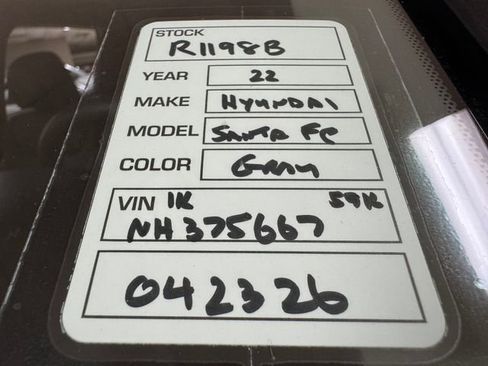 STOCK
R1198B
YEAR 22
MAKE HYUNDAI
MODEL SANTA FE
COLOR GRAY
VIN 1K 59K
NH375667
042326